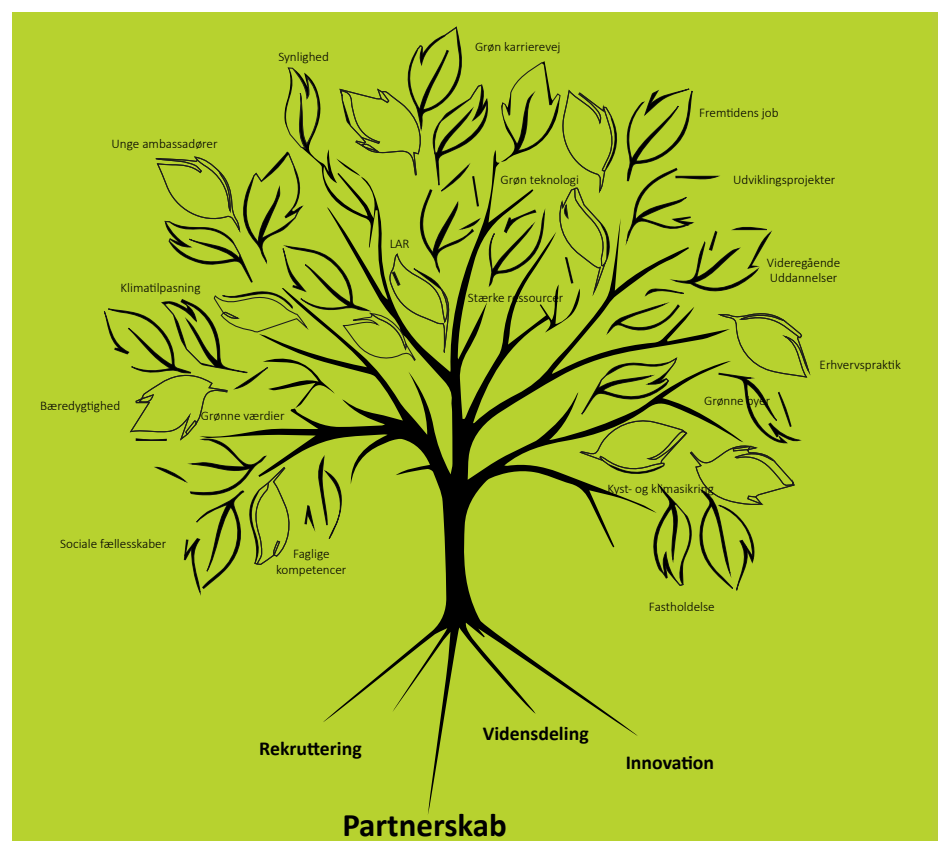 Grøn karrierevej
Synlighed
Fremtidens job
Unge ambassadører
Grøn teknologi
Udviklingsprojekter
LAR
Videregående
Uddannelser
Klimatilpasning
Stærke ressourcer
Erhvervspraktik
Bæredygtighed
Grønne værdier
Grønne byer
Kyst- og klimasikring
Sociale fællesskaber
Faglige
kompetencer
Fastholdelse
Vidensdeling
Rekruttering
Innovation
Partnerskab